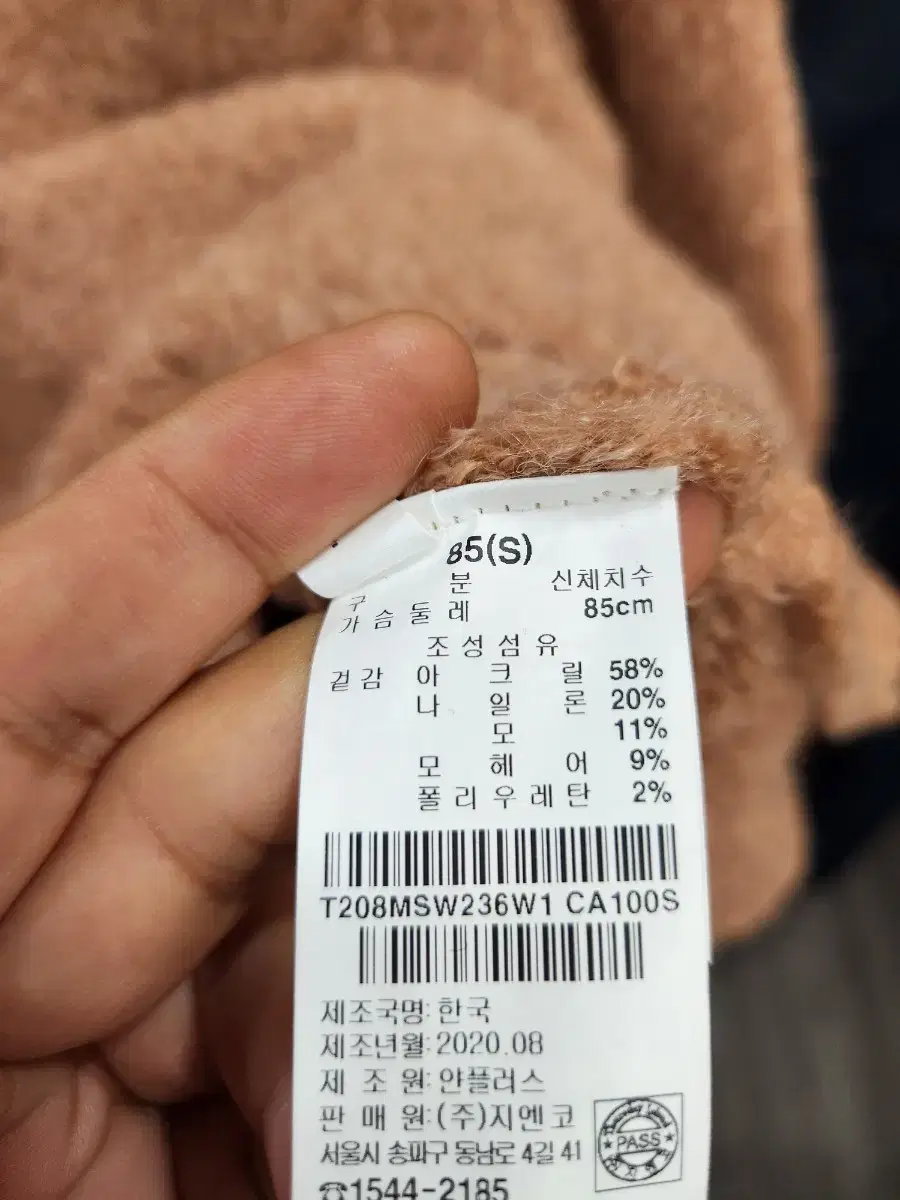 85(S)
구 분 신체치수
가슴둘레 85cm
조성섬유
겉감 아크릴 58%
나일론 20%
모 11%
모헤어 9%
폴리우레탄 2%
T208MSW236W1 CA100S
제조국명: 한국
제조년월: 2020.08
제 조 원: 안플러스
판 매 원: (주)지엔코
서울시 송파구 동남로 4길 41
PASS
☎1544-2185